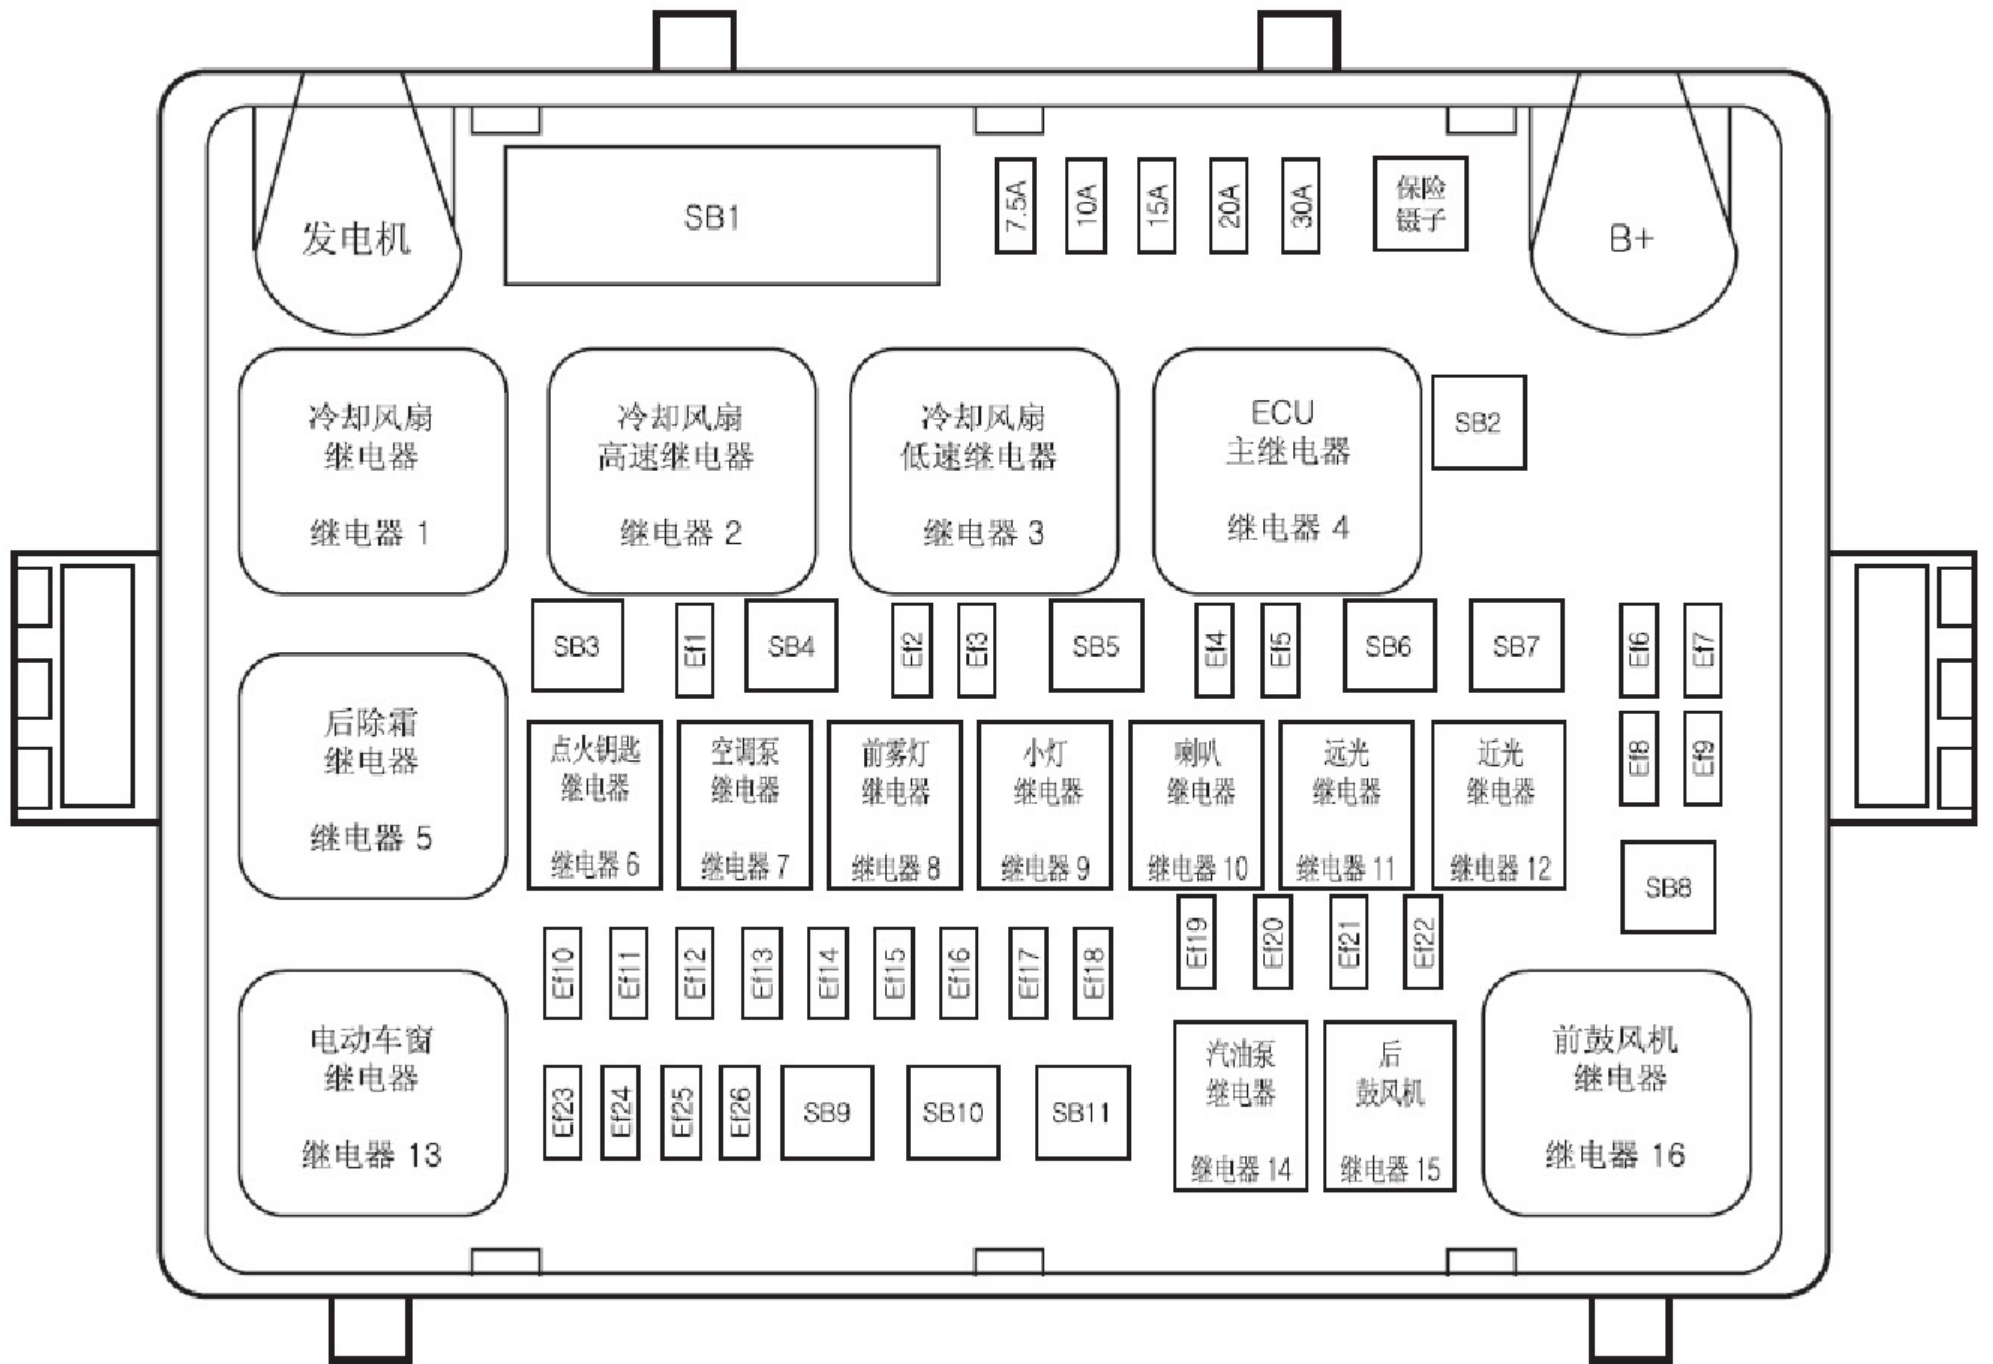 发电机
SB1
7.5A
10A
15A
20A
30A
保险
镊子
B+
冷却风扇
继电器
继电器 1
冷却风扇
高速继电器
继电器 2
冷却风扇
低速继电器
继电器 3
ECU
主继电器
继电器 4
SB2
SB3
Ef1
SB4
Ef2
Ef3
SB5
Ef4
Ef5
SB6
SB7
Ef6
Ef7
Ef8
Ef9
后除霜
继电器
继电器 5
点火钥匙
继电器
继电器 6
空调泵
继电器
继电器 7
前雾灯
继电器
继电器 8
小灯
继电器
继电器 9
喇叭
继电器
继电器 10
远光
继电器
继电器 11
近光
继电器
继电器 12
SB8
Ef10
Ef11
Ef12
Ef13
Ef14
Ef15
Ef16
Ef17
Ef18
Ef19
Ef20
Ef21
Ef22
电动车窗
继电器
继电器 13
Ef23
Ef24
Ef25
Ef26
SB9
SB10
SB11
汽油泵
继电器
继电器 14
后
鼓风机
继电器 15
前鼓风机
继电器
继电器 16